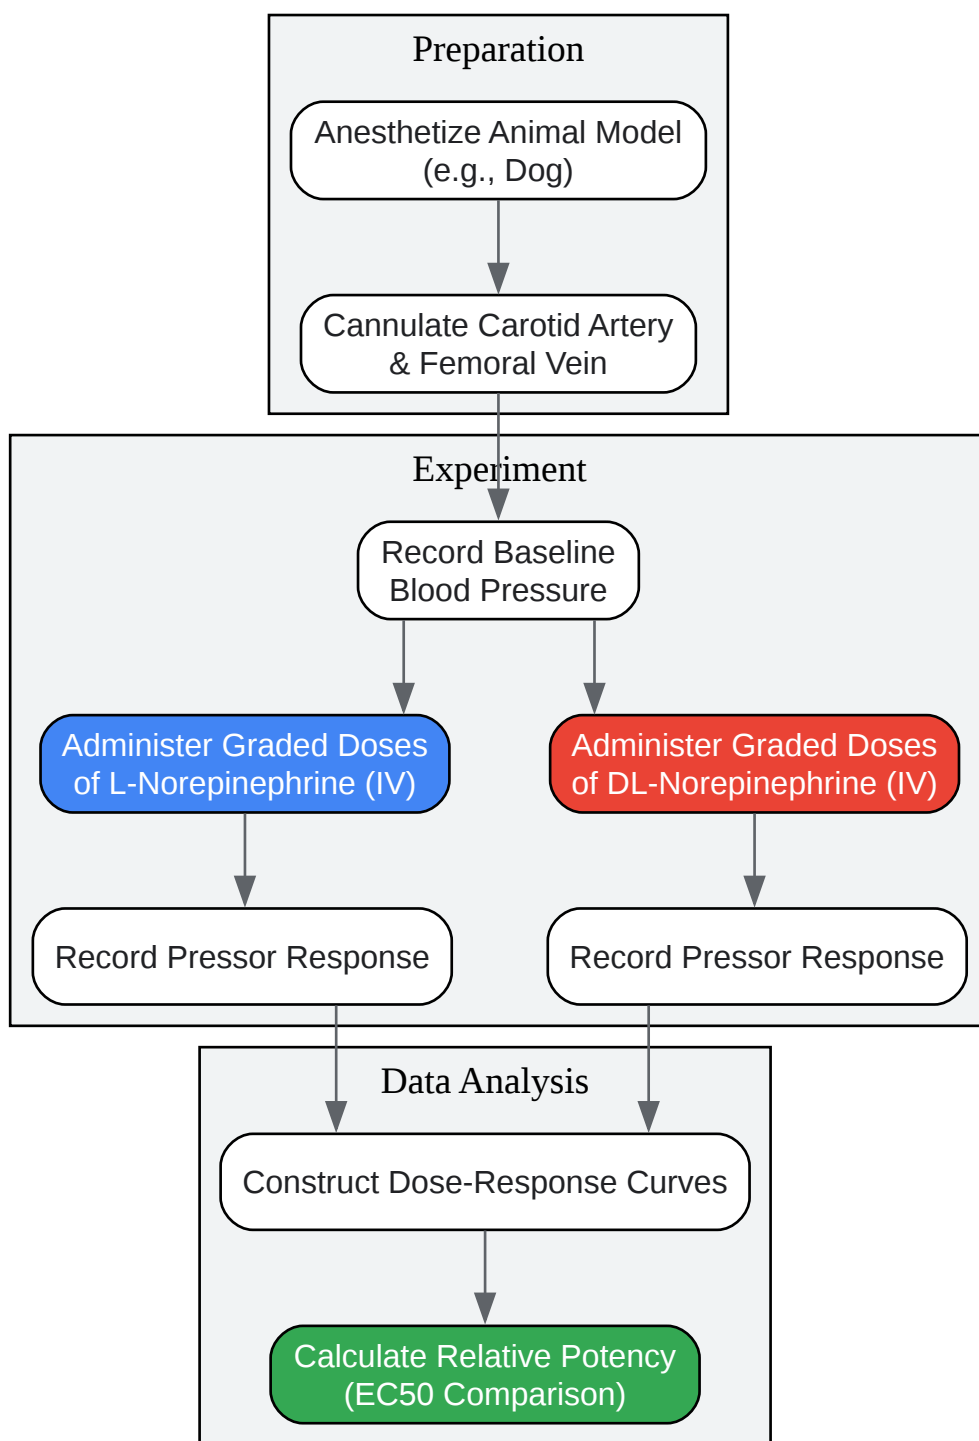 Preparation
Anesthetize Animal Model
(e.g., Dog)
Cannulate Carotid Artery
& Femoral Vein
Experiment
Record Baseline
Blood Pressure
Administer Graded Doses
of L-Norepinephrine (IV)
Administer Graded Doses
of DL-Norepinephrine (IV)
Record Pressor Response
Record Pressor Response
Data Analysis
Construct Dose-Response Curves
Calculate Relative Potency
(EC50 Comparison)